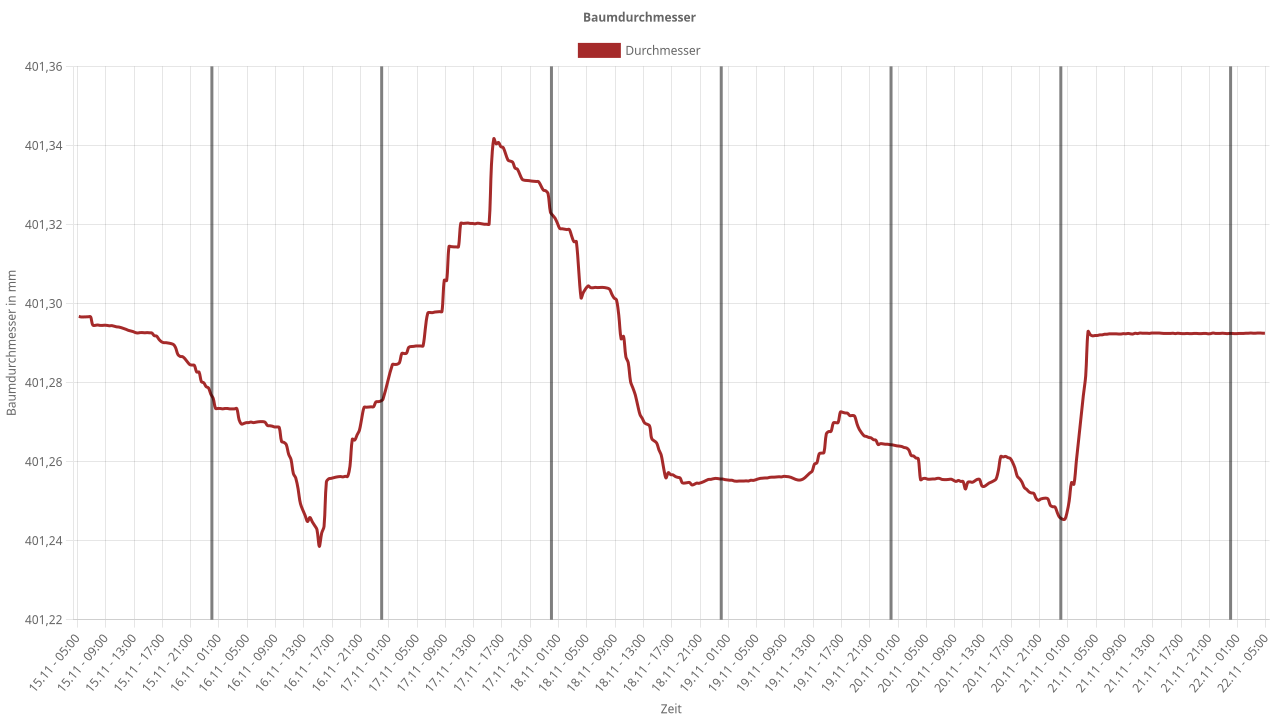 Baumdurchmesser
Durchmesser
401,36
401,34
401,32
401,30
401,28
401,26
401,24
401,22
Baumdurchmesser in mm
15.11 - 05:00
15.11 - 09:00
15.11 - 13:00
15.11 - 17:00
15.11 - 21:00
16.11 - 01:00
16.11 - 05:00
16.11 - 09:00
16.11 - 13:00
16.11 - 17:00
16.11 - 21:00
17.11 - 01:00
17.11 - 05:00
17.11 - 09:00
17.11 - 13:00
17.11 - 17:00
17.11 - 21:00
18.11 - 01:00
18.11 - 05:00
18.11 - 09:00
18.11 - 13:00
18.11 - 17:00
18.11 - 21:00
19.11 - 01:00
19.11 - 05:00
19.11 - 09:00
19.11 - 13:00
19.11 - 17:00
19.11 - 21:00
20.11 - 01:00
20.11 - 05:00
20.11 - 09:00
20.11 - 13:00
20.11 - 17:00
20.11 - 21:00
21.11 - 01:00
21.11 - 05:00
21.11 - 09:00
21.11 - 13:00
21.11 - 17:00
21.11 - 21:00
22.11 - 01:00
22.11 - 05:00
Zeit